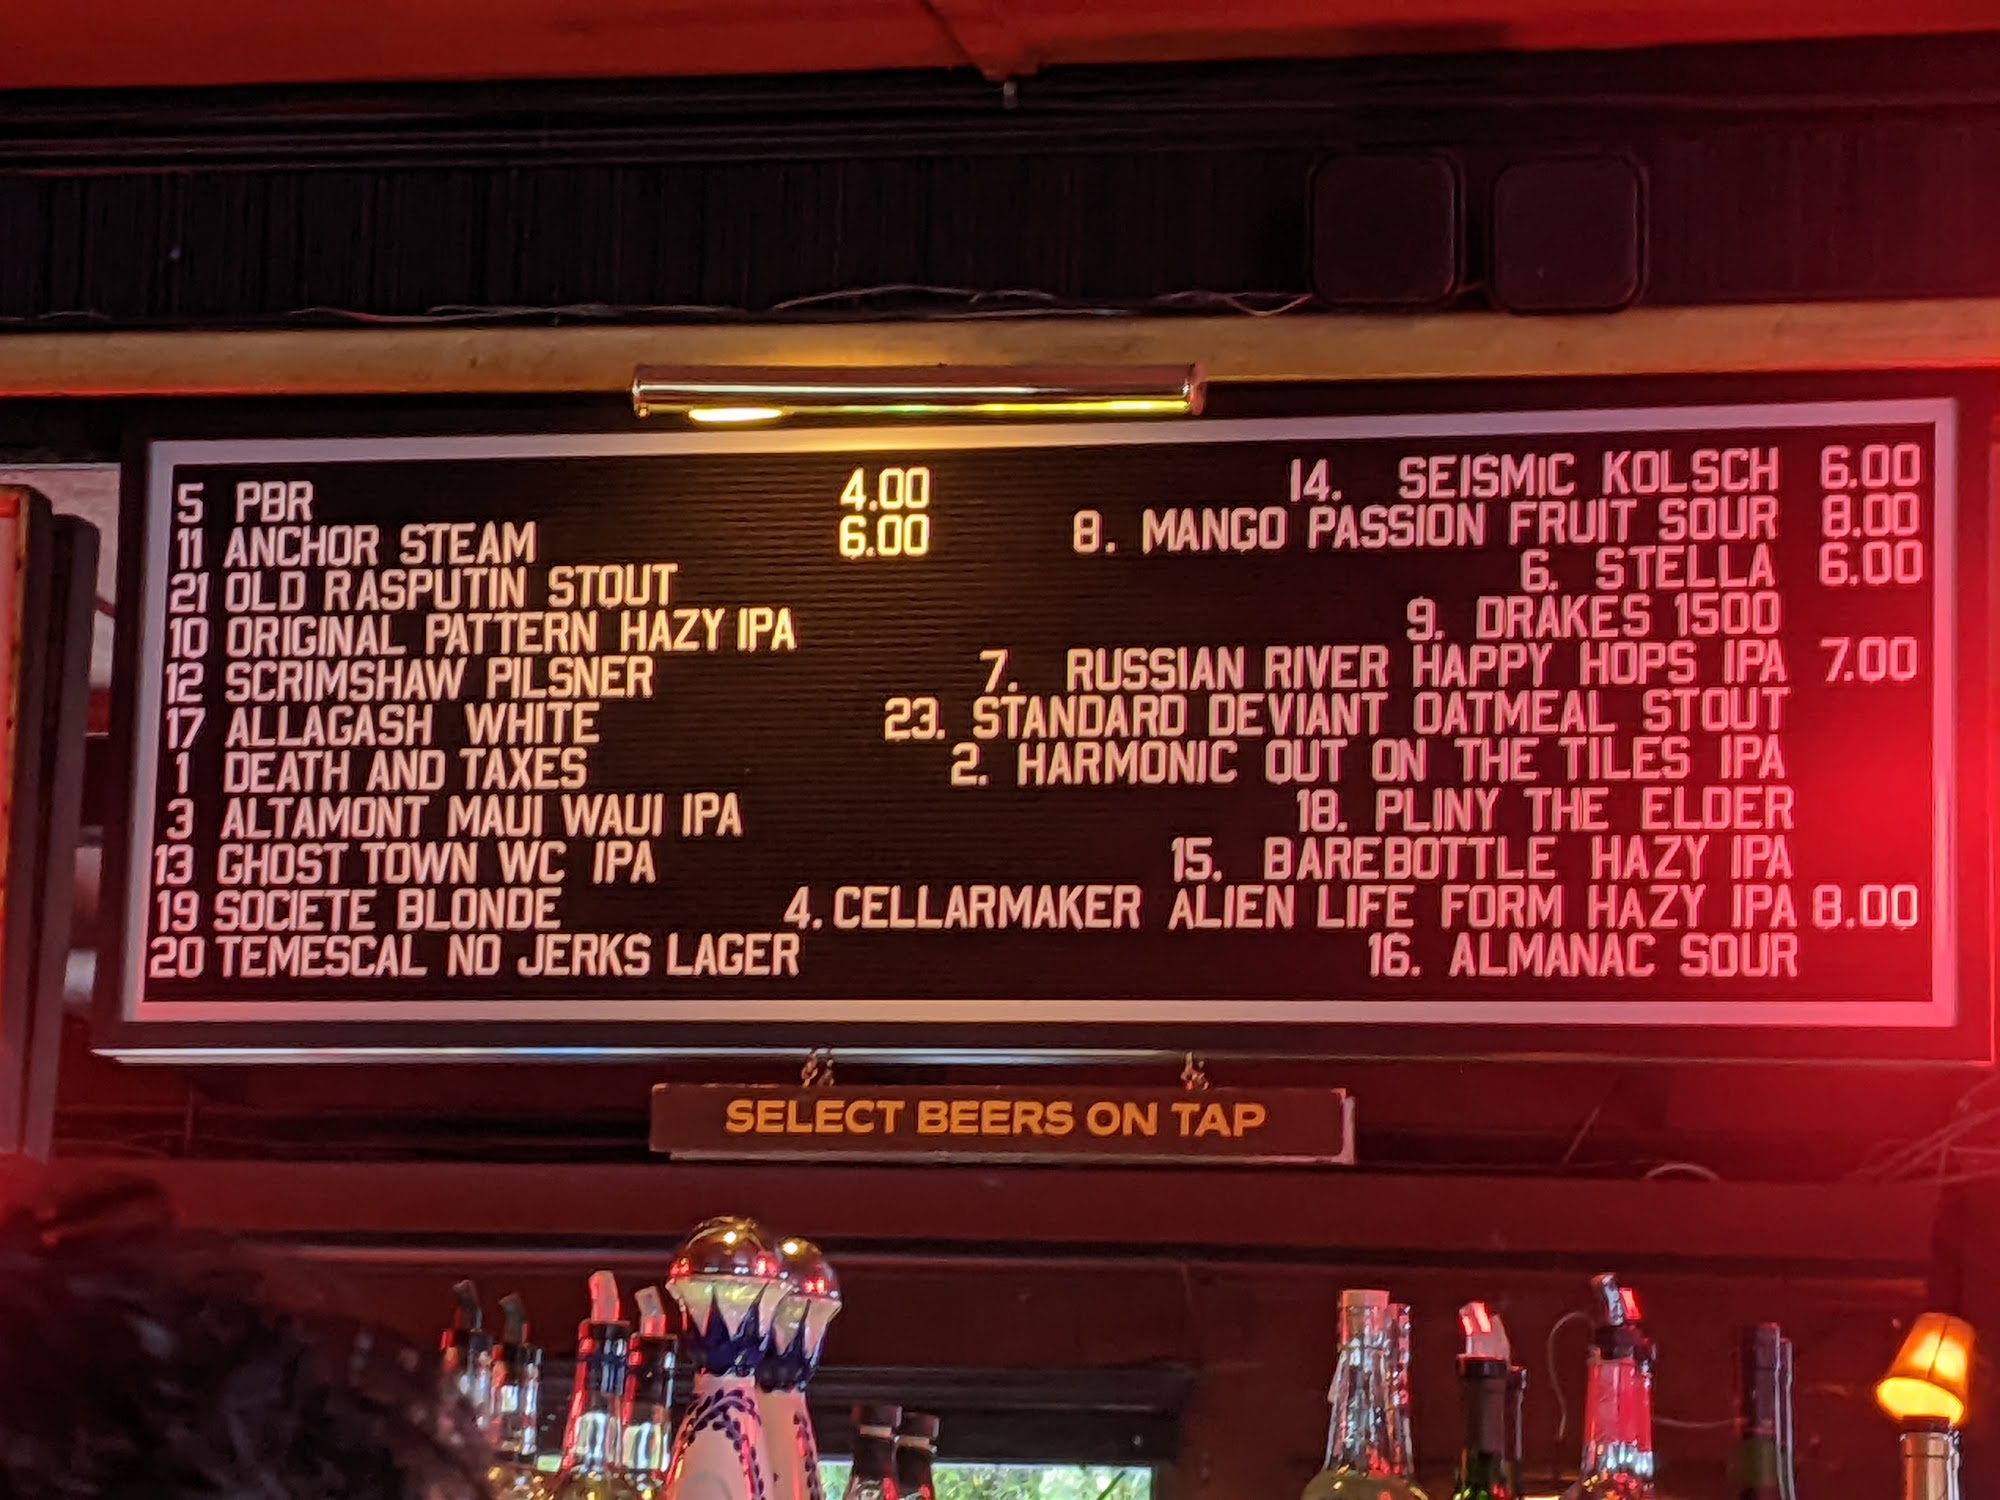 5 PBR 4.00
11 ANCHOR STEAM 6.00
21 OLD RASPUTIN STOUT
10 ORIGINAL PATTERN HAZY IPA
12 SCRIMSHAW PILSNER
17 ALLAGASH WHITE
1 DEATH AND TAXES
3 ALTAMONT MAUI WAUI IPA
13 GHOST TOWN WC IPA
19 SOCIETE BLONDE
20 TEMESCAL NO JERKS LAGER
14. SEISMIC KOLSCH 6.00
8. MANGO PASSION FRUIT SOUR 8.00
6. STELLA 6.00
9. DRAKES 1500
7. RUSSIAN RIVER HAPPY HOPS IPA 7.00
23. STANDARD DEVIANT OATMEAL STOUT
2. HARMONIC OUT ON THE TILES IPA
18. PLINY THE ELDER
15. BAREBOTTLE HAZY IPA
4. CELLARMAKER ALIEN LIFE FORM HAZY IPA 8.00
16. ALMANAC SOUR
SELECT BEERS ON TAP